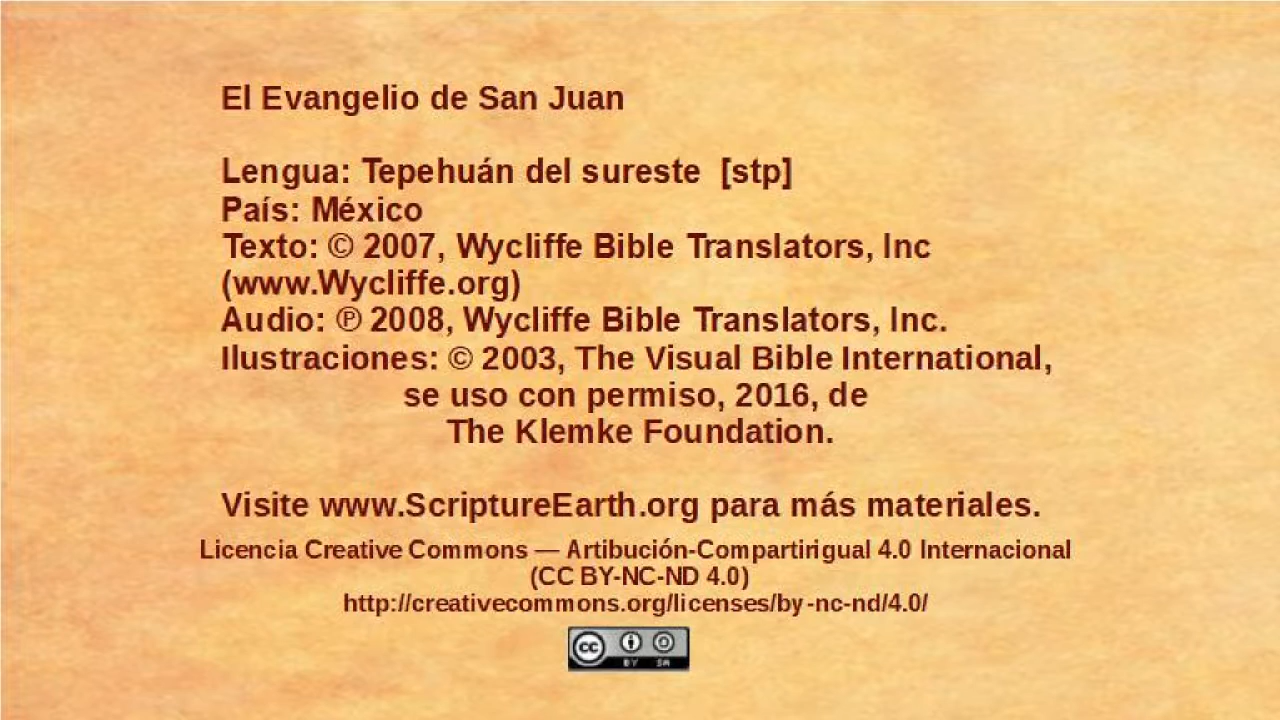 El Evangelio de San Juan
Lengua: Tepehuán del sureste [stp]
País: México
Texto: © 2007, Wycliffe Bible Translators, Inc
(www.Wycliffe.org)
Audio: ℗ 2008, Wycliffe Bible Translators, Inc.
Ilustraciones: © 2003, The Visual Bible International,
se uso con permiso, 2016, de
The Klemke Foundation.
Visite www.ScriptureEarth.org para más materiales.
Licencia Creative Commons — Artibución-Compartirigual 4.0 Internacional
(CC BY-NC-ND 4.0)
http://creativecommons.org/licenses/by-nc-nd/4.0/
cc BY SA